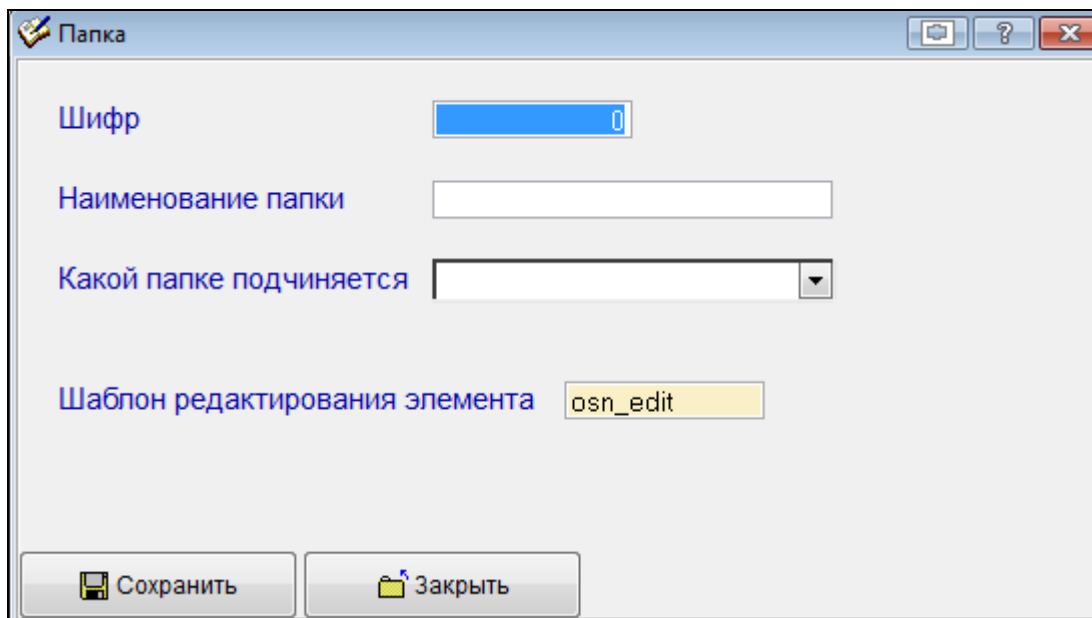 Папка
Шифр 0
Наименование папки
Какой папке подчиняется
Шаблон редактирования элемента osn_edit
Сохранить Закрыть